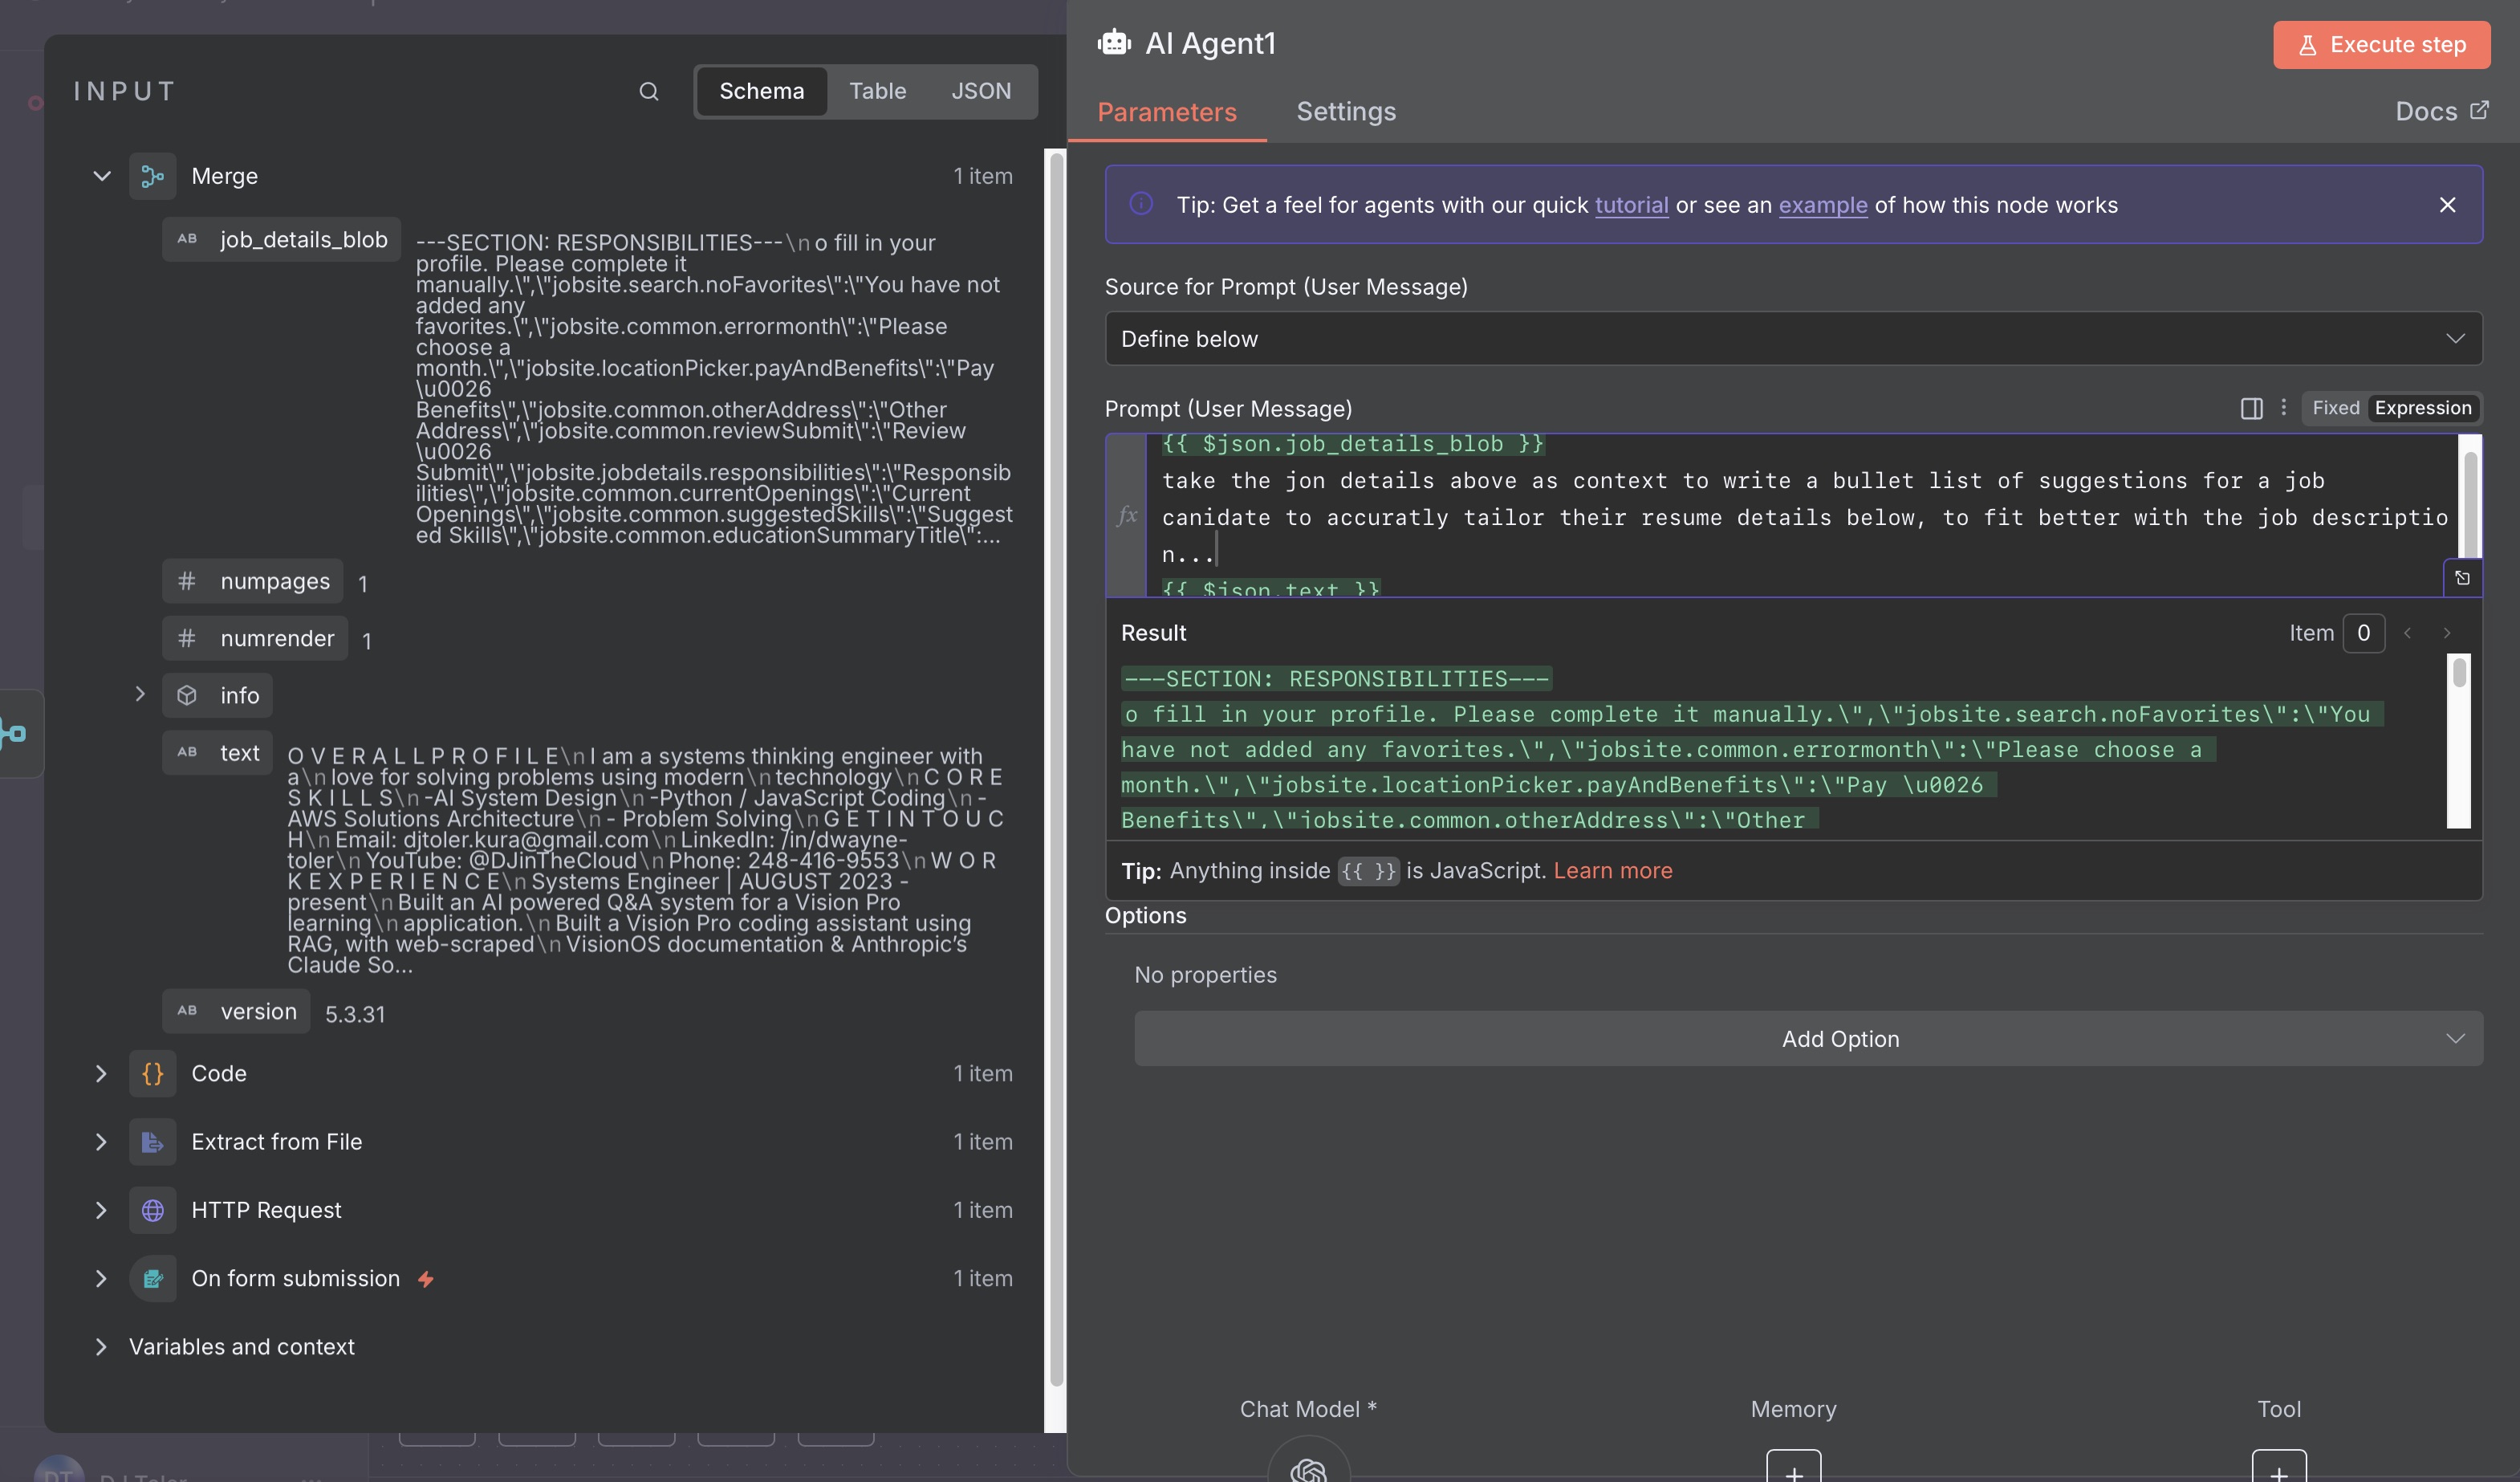 INPUT
Schema
Table
JSON
Merge
1 item
AB job_details_blob
---SECTION: RESPONSIBILITIES---\n o fill in your
profile. Please complete it
manually.\",\"jobsite.search.noFavorites\":\"You have not
added any
favorites.\",\"jobsite.common.errormonth\":\"Please
choose a
month.\",\"jobsite.locationPicker.payAndBenefits\":\"Pay
\u0026
Benefits\",\"jobsite.common.otherAddress\":\"Other
Address\",\"jobsite.common.reviewSubmit\":\"Review
\u0026
Submit\",\"jobsite.jobdetails.responsibilities\":\"Responsib
ilities\",\"jobsite.common.currentOpenings\":\"Current
Openings\",\"jobsite.common.suggestedSkills\":\"Suggest
ed Skills\",\"jobsite.common.educationSummaryTitle\":...
# numpages 1
# numrender 1
info
AB text
O V E R A L L P R O F I L E\n I am a systems thinking engineer with
a\n love for solving problems using modern\n technology\n C O R E
S K I L L S\n -AI System Design\n -Python / JavaScript Coding\n -
AWS Solutions Architecture\n - Problem Solving\n G E T I N T O U C
H\n Email: djtoler.kura@gmail.com\n LinkedIn: /in/dwayne-
toler\n YouTube: @DJinTheCloud\n Phone: 248-416-9553\n W O R
K E X P E R I E N C E\n Systems Engineer | AUGUST 2023 -
present\n Built an AI powered Q&A system for a Vision Pro
learning\n application.\n Built a Vision Pro coding assistant using
RAG, with web-scraped\n VisionOS documentation & Anthropic's
Claude So...
AB version 5.3.31
{} Code
1 item
Extract from File
1 item
HTTP Request
1 item
On form submission
1 item
Variables and context
AI Agent1
Execute step
Parameters
Settings
Docs
Tip: Get a feel for agents with our quick tutorial or see an example of how this node works
Source for Prompt (User Message)
Define below
Prompt (User Message)
Fixed
Expression
fx
{{ $json.job_details_blob }}
take the jon details above as context to write a bullet list of suggestions for a job
canidate to accuratly tailor their resume details below, to fit better with the job descriptio
n...
{{ $json.text }}
Result
Item 0
---SECTION: RESPONSIBILITIES---
o fill in your profile. Please complete it manually.\",\"jobsite.search.noFavorites\":\"You
have not added any favorites.\",\"jobsite.common.errormonth\":\"Please choose a
month.\",\"jobsite.locationPicker.payAndBenefits\":\"Pay \u0026
Benefits\",\"jobsite.common.otherAddress\":\"Other
Tip: Anything inside {{ }} is JavaScript. Learn more
Options
No properties
Add Option
Chat Model *
Memory
Tool